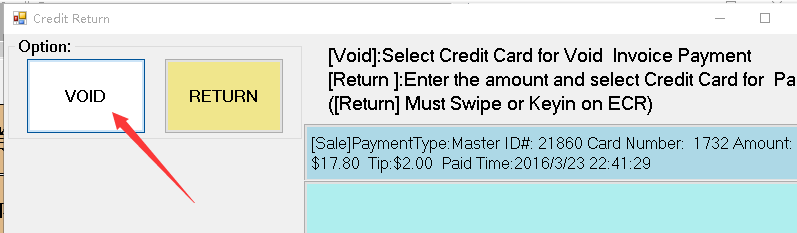 Credit Return
Option:
VOID
RETURN
[Void]:Select Credit Card for Void Invoice Payment
[Return ]:Enter the amount and select Credit Card for Pa
([Return] Must Swipe or Keyin on ECR)
[Sale]PaymentType:Master ID#: 21860 Card Number: 1732 Amount:
$17.80 Tip:$2.00 Paid Time:2016/3/23 22:41:29